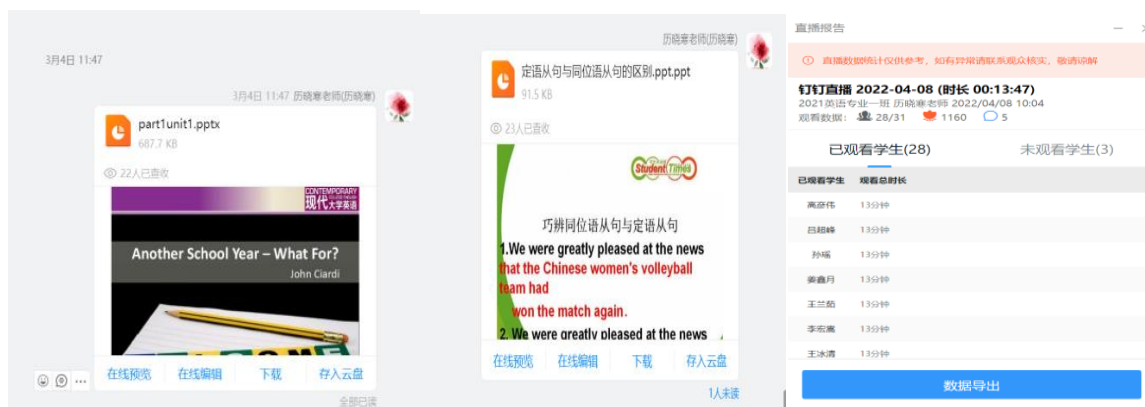 3月4日 11:47
3月4日 11:47 历晓寒老师(历晓寒)
part1unit1.pptx
687.7 KB
22人已查收
CONTEMPORARY
现代大学英语
Another School Year – What For?
John Ciardi
在线预览 在线编辑 下载 存入云盘
全部已读
历晓寒老师(历晓寒)
定语从句与同位语从句的区别.ppt.ppt
91.5 KB
23人已查收
Student Times
巧辨同位语从句与定语从句
1.We were greatly pleased at the news
that the Chinese women's volleyball
team had
won the match again.
2. We were greatly pleased at the news
在线预览 在线编辑 下载 存入云盘
1人未读
直播报告
直播数据统计仅供参考，如有异常请联系观众核实，敬请谅解
钉钉直播 2022-04-08 (时长 00:13:47)
2021英语专业一班 历晓寒老师 2022/04/08 10:04
观看数据： 28/31 1160 5
已观看学生(28) 未观看学生(3)
已观看学生 观看总时长
高彦伟 13分钟
吕超峰 13分钟
孙瑶 13分钟
姜鑫月 13分钟
王兰茹 13分钟
李宏嵩 13分钟
王冰清 13分钟
数据导出